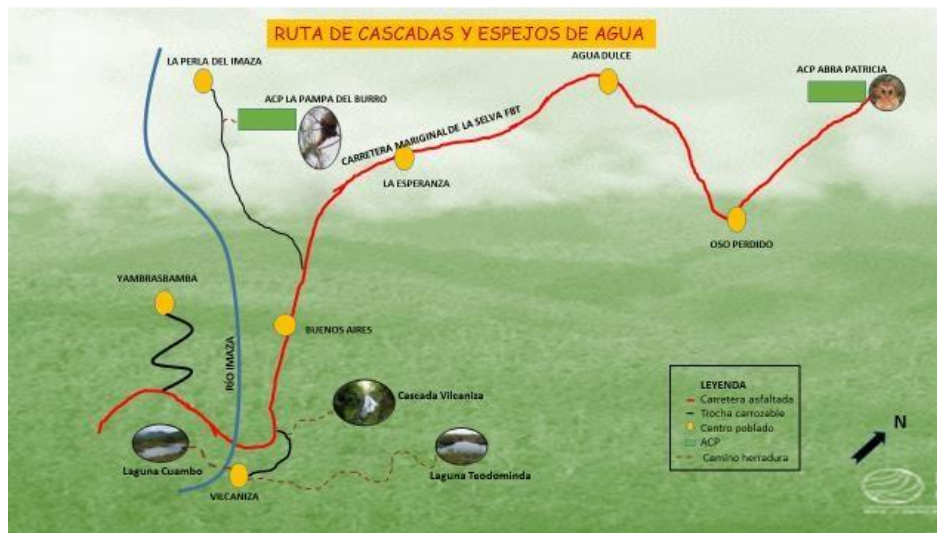 RUTA DE CASCADAS Y ESPEJOS DE AGUA
LA PERLA DEL IMAZA
AGUA DULCE
ACP ABRA PATRICIA
ACP LA PAMPA DEL BURRO
CARRETERA MARIGINAL DE LA SELVA FBT
LA ESPERANZA
OSO PERDIDO
YAMBRASBAMBA
RÍO IMAZA
BUENOS AIRES
Cascada Vilcaniza
Laguna Cuambo
Laguna Teodominda
VILCANIZA
LEYENDA
Carretera asfaltada
Trocha carrozable
Centro poblado
ACP
Camino herradura
N